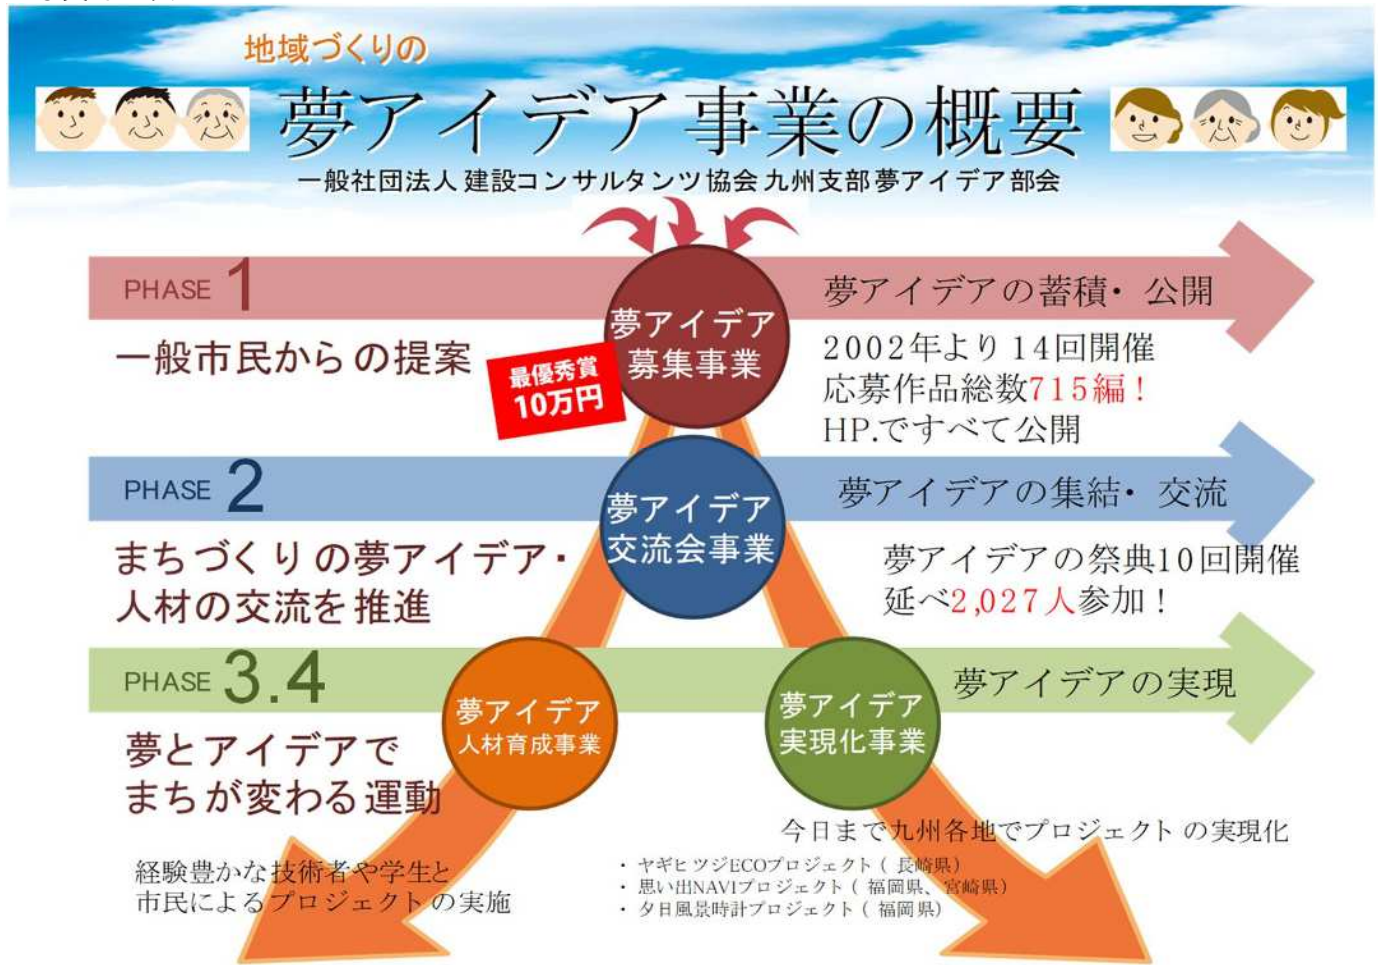 地域づくりの
夢アイデア事業の概要
一般社団法人建設コンサルタンツ協会九州支部夢アイデア部会
PHASE 1
夢アイデア
募集事業
夢アイデアの蓄積・公開
一般市民からの提案
最優秀賞
10万円
2002年より14回開催
応募作品総数715編！
HP.ですべて公開
PHASE 2
夢アイデア
交流会事業
夢アイデアの集結・交流
まちづくりの夢アイデア・
人材の交流を推進
夢アイデアの祭典10回開催
延べ2,027人参加！
PHASE 3.4
夢アイデア
人材育成事業
夢アイデア
実現化事業
夢アイデアの実現
夢とアイデアで
まちが変わる運動
経験豊かな技術者や学生と
市民によるプロジェクトの実施
今日まで九州各地でプロジェクトの実現化
・ヤギヒツジECOプロジェクト（長崎県）
・思い出NAVIプロジェクト（福岡県、宮崎県）
・夕日風景時計プロジェクト（福岡県）